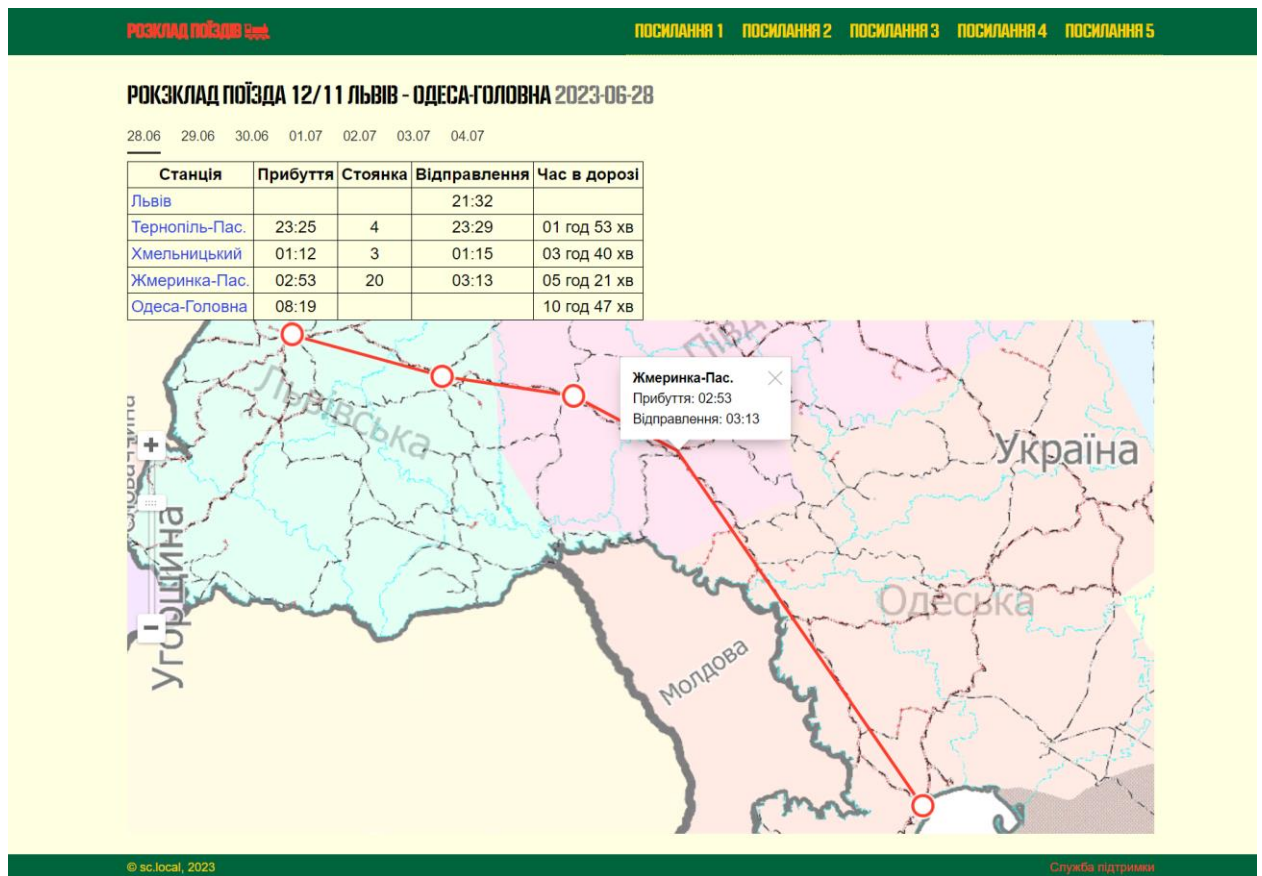 РОЗКЛАД ПОЇЗДІВ
ПОСИЛАННЯ 1 ПОСИЛАННЯ 2 ПОСИЛАННЯ 3 ПОСИЛАННЯ 4 ПОСИЛАННЯ 5
РОКЗКЛАД ПОЇЗДА 12/11 ЛЬВІВ - ОДЕСА-ГОЛОВНА 2023-06-28
28.06 29.06 30.06 01.07 02.07 03.07 04.07
Станція Прибуття Стоянка Відправлення Час в дорозі
Львів 21:32
Тернопіль-Пас. 23:25 4 23:29 01 год 53 хв
Хмельницький 01:12 3 01:15 03 год 40 хв
Жмеринка-Пас. 02:53 20 03:13 05 год 21 хв
Одеса-Головна 08:19 10 год 47 хв
Півд
Львівська
Жмеринка-Пас.
Прибуття: 02:53
Відправлення: 03:13
Україна
Угорщина
Одеська
Молдова
© sc.local, 2023
Служба підтримки